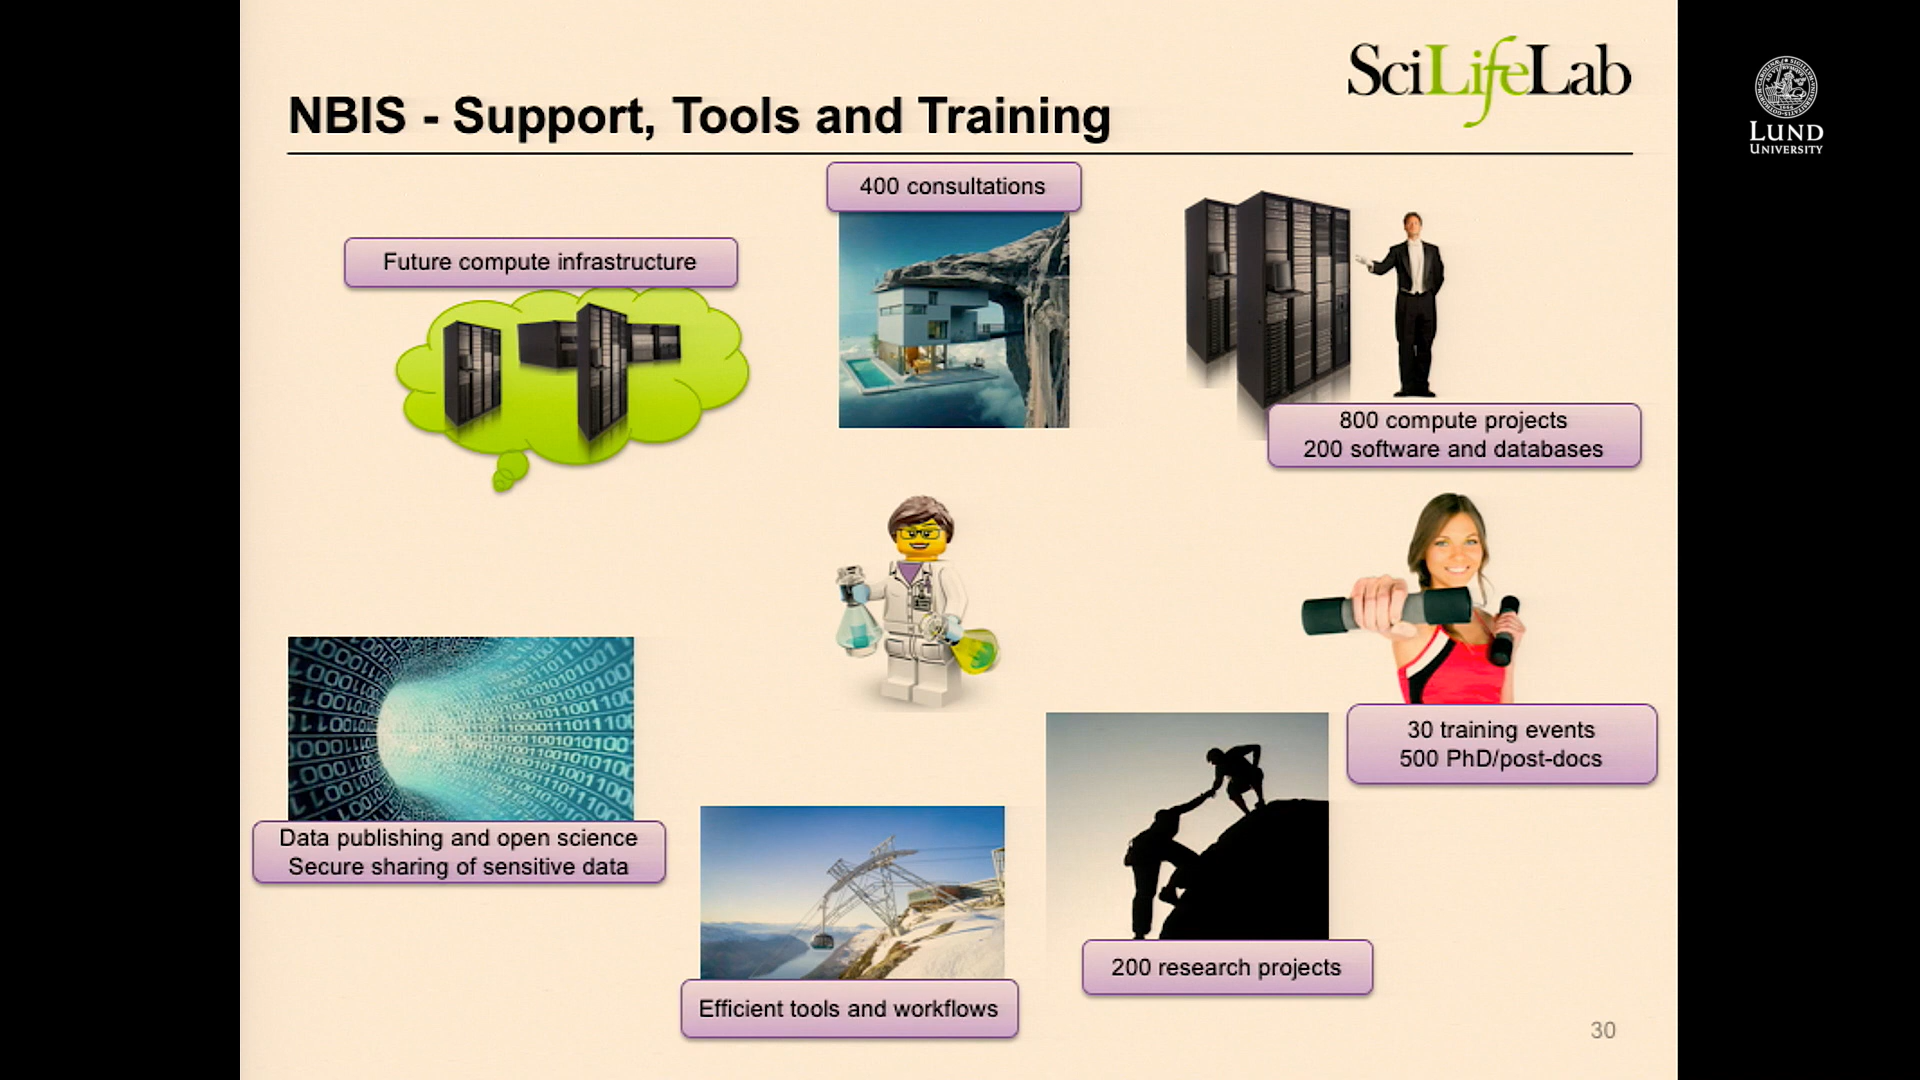 SciLifeLab
LUND
UNIVERSITY
NBIS - Support, Tools and Training
400 consultations
Future compute infrastructure
800 compute projects
200 software and databases
30 training events
500 PhD/post-docs
Data publishing and open science
Secure sharing of sensitive data
200 research projects
Efficient tools and workflows
30